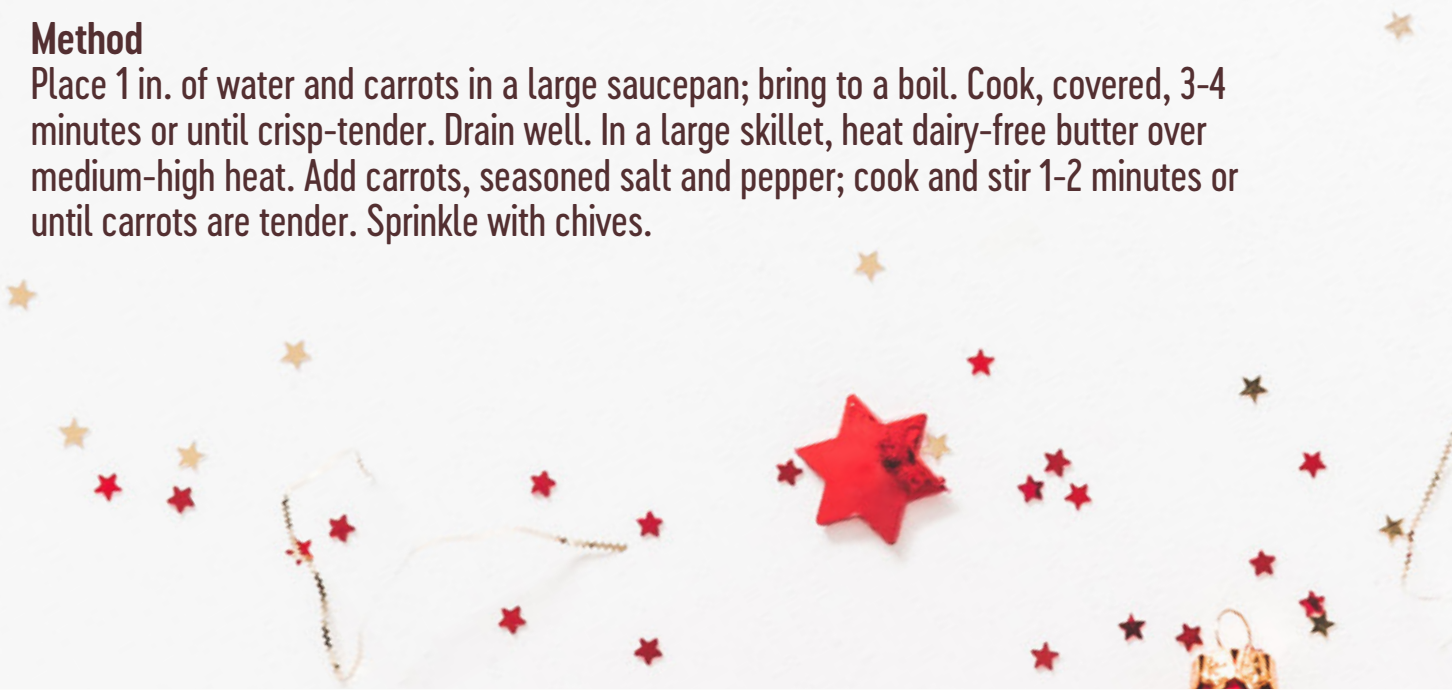 Method
Place 1 in. of water and carrots in a large saucepan; bring to a boil. Cook, covered, 3-4
minutes or until crisp-tender. Drain well. In a large skillet, heat dairy-free butter over
medium-high heat. Add carrots, seasoned salt and pepper; cook and stir 1-2 minutes or
until carrots are tender. Sprinkle with chives.